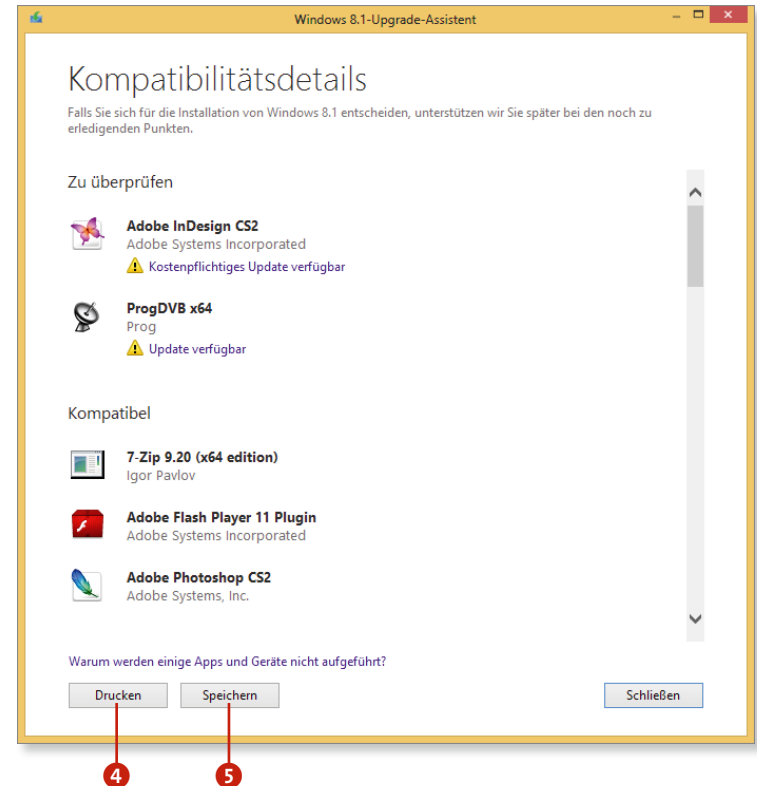 Windows 8.1-Upgrade-Assistent
Kompatibilitätsdetails
Falls Sie sich für die Installation von Windows 8.1 entscheiden, unterstützen wir Sie später bei den noch zu
erledigenden Punkten.
Zu überprüfen
Adobe InDesign CS2
Adobe Systems Incorporated
Kostenpflichtiges Update verfügbar
ProgDVB x64
Prog
Update verfügbar
Kompatibel
7-Zip 9.20 (x64 edition)
Igor Pavlov
Adobe Flash Player 11 Plugin
Adobe Systems Incorporated
Adobe Photoshop CS2
Adobe Systems, Inc.
Warum werden einige Apps und Geräte nicht aufgeführt?
Drucken Speichern Schließen
4 5